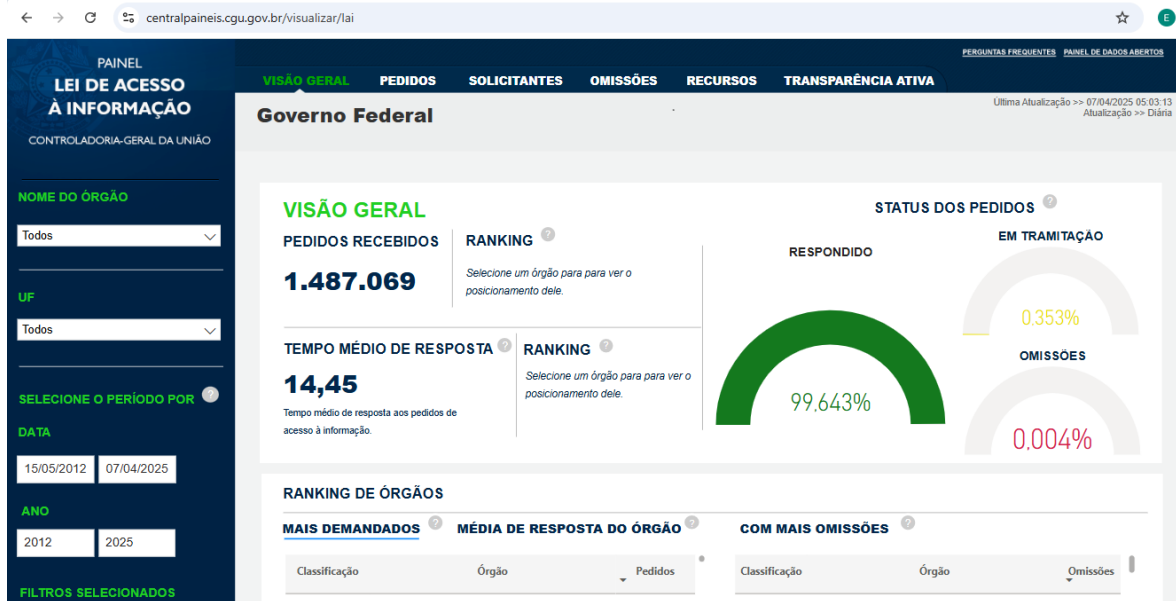 centralpaineis.cgu.gov.br/visualizar/lai
E
PAINEL
LEI DE ACESSO
À INFORMAÇÃO
CONTROLADORIA-GERAL DA UNIÃO
NOME DO ÓRGÃO
Todos
UF
Todos
SELECIONE O PERÍODO POR ?
DATA
15/05/2012 07/04/2025
ANO
2012 2025
FILTROS SELECIONADOS
PERGUNTAS FREQUENTES PAINEL DE DADOS ABERTOS
VISÃO GERAL PEDIDOS SOLICITANTES OMISSÕES RECURSOS TRANSPARÊNCIA ATIVA
Governo Federal
Última Atualização >> 07/04/2025 05:03:13
Atualização >> Diária
VISÃO GERAL
PEDIDOS RECEBIDOS
1.487.069
RANKING ?
Selecione um órgão para para ver o
posicionamento dele.
TEMPO MÉDIO DE RESPOSTA ?
14,45
Tempo médio de resposta aos pedidos de
acesso à informação.
RANKING ?
Selecione um órgão para para ver o
posicionamento dele.
STATUS DOS PEDIDOS ?
RESPONDIDO
99,643%
EM TRAMITAÇÃO
0,353%
OMISSÕES
0,004%
RANKING DE ÓRGÃOS
MAIS DEMANDADOS ? MÉDIA DE RESPOSTA DO ÓRGÃO ? COM MAIS OMISSÕES ?
Classificação Órgão Pedidos
Classificação Órgão Omissões